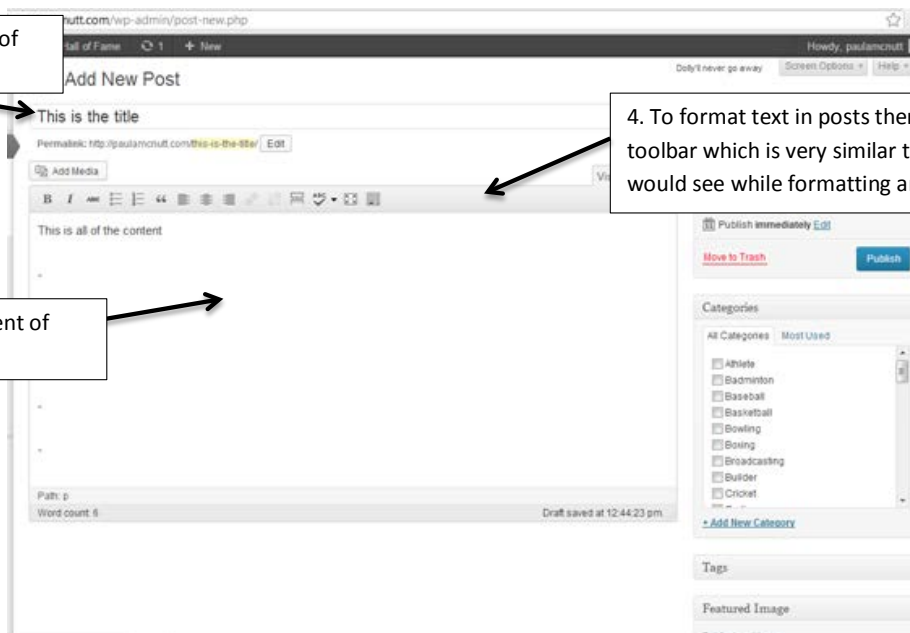 nutt.com/wp-admin/post-new.php
of
Hall of Fame 1 + New Howdy, paulamcnutt
Dolly'll never go away Screen Options Help
Add New Post
This is the title
Permalink: http://paulamcnutt.com/this-is-the-title/ Edit
Add Media
4. To format text in posts
toolbar which is very similar
would see while formatting
B I ABC
This is all of the content
Publish immediately Edit
Move to Trash Publish
ent of
Categories
All Categories Most Used
Athlete
Badminton
Baseball
Basketball
Bowling
Boxing
Broadcasting
Builder
Cricket
+ Add New Category
Path: p
Word count: 6 Draft saved at 12:44:23 pm
Tags
Featured Image